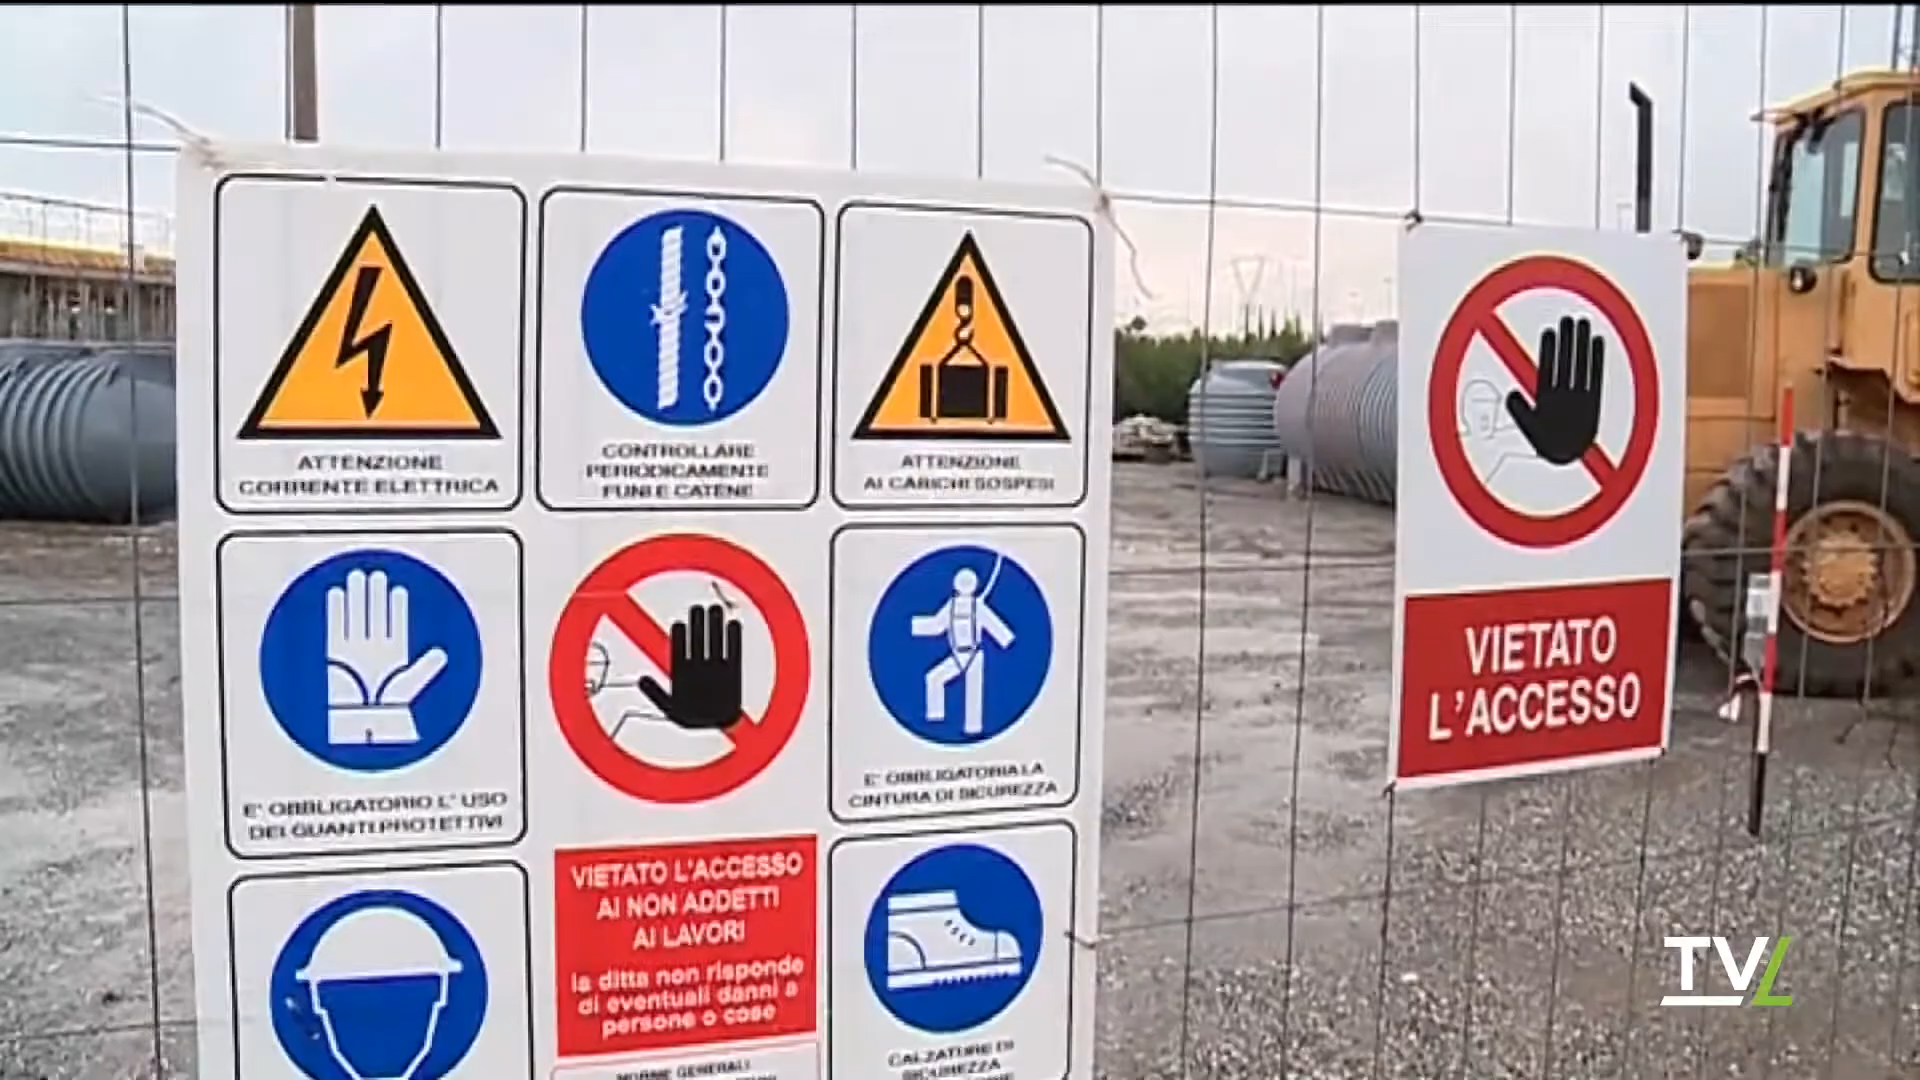 ATTENZIONE
CORRENTE ELETTRICA
CONTROLLARE
PERIODICAMENTE
FUNI E CATENE
ATTENZIONE
AI CARICHI SOSPESI
E' OBBLIGATORIO L' USO
DEI GUANTI PROTETTIVI
E' OBBLIGATORIA LA
CINTURA DI SICUREZZA
VIETATO L'ACCESSO
AI NON ADDETTI
AI LAVORI
la ditta non risponde
di eventuali danni a
persone o cose
NORME GENERALI
CALZATURE DI
SICUREZZA
VIETATO
L'ACCESSO
TVL